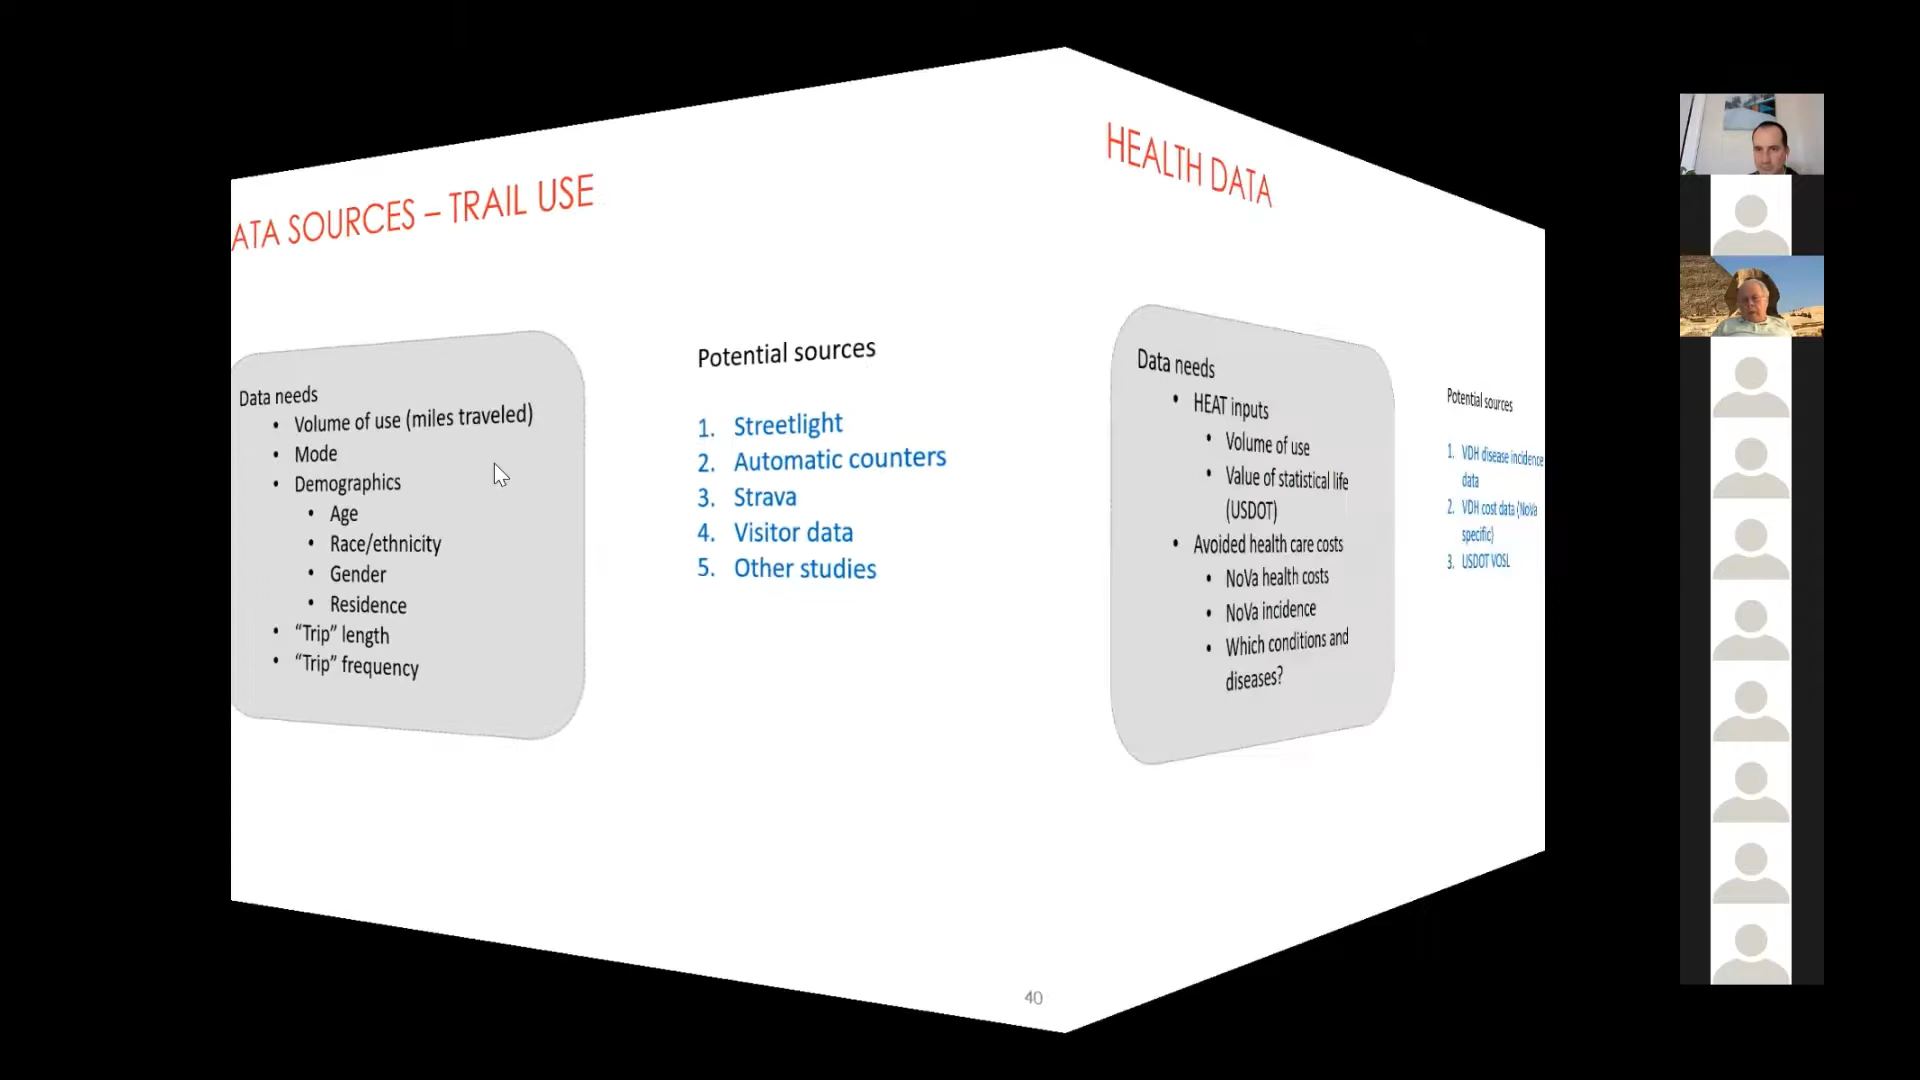 ATA SOURCES – TRAIL USE
Data needs
• Volume of use (miles traveled)
• Mode
• Demographics
• Age
• Race/ethnicity
• Gender
• Residence
• “Trip” length
• “Trip” frequency
Potential sources
1. Streetlight
2. Automatic counters
3. Strava
4. Visitor data
5. Other studies
40
HEALTH DATA
Data needs
• HEAT inputs
• Volume of use
• Value of statistical life
(USDOT)
• Avoided health care costs
• NoVa health costs
• NoVa incidence
• Which conditions and
diseases?
Potential sources
1. VDH disease incidence
data
2. VDH cost data (NoVa
specific)
3. USDOT VOSL